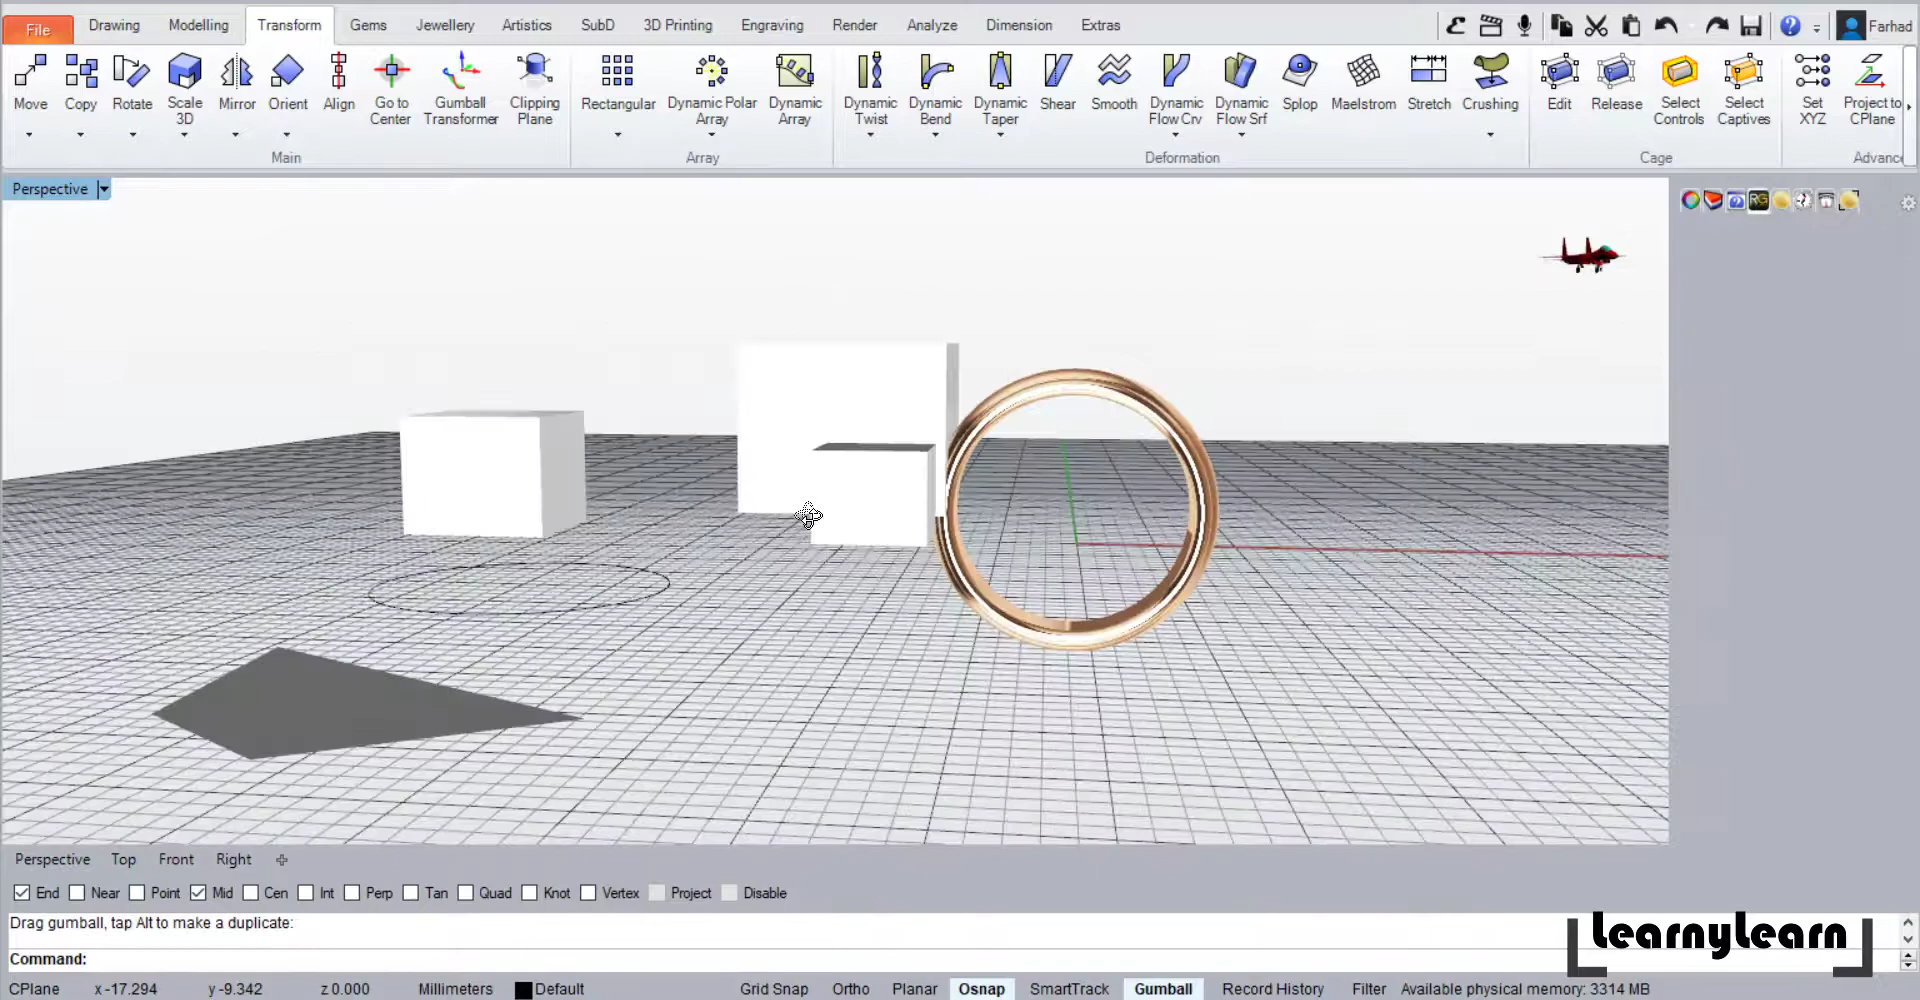 File Drawing Modelling Transform Gems Jewellery Artistics SubD 3D Printing Engraving Render Analyze Dimension Extras Farhad
Move Copy Rotate Scale 3D Mirror Orient Align Go to Center Gumball Transformer Clipping Plane Rectangular Dynamic Polar Array Dynamic Array Dynamic Twist Dynamic Bend Dynamic Taper Shear Smooth Dynamic Flow Crv Dynamic Flow Srf Splop Maelstrom Stretch Crushing Edit Release Select Controls Select Captives Set XYZ Project to CPlane
Main Array Deformation Cage Advanc
Perspective
RG
Perspective Top Front Right
End Near Point Mid Cen Int Perp Tan Quad Knot Vertex Project Disable
Drag gumball, tap Alt to make a duplicate:
LearnyLearn
Command:
CPlane x -17.294 y -9.342 z 0.000 Millimeters Default Grid Snap Ortho Planar Osnap SmartTrack Gumball Record History Filter Available physical memory: 3314 MB